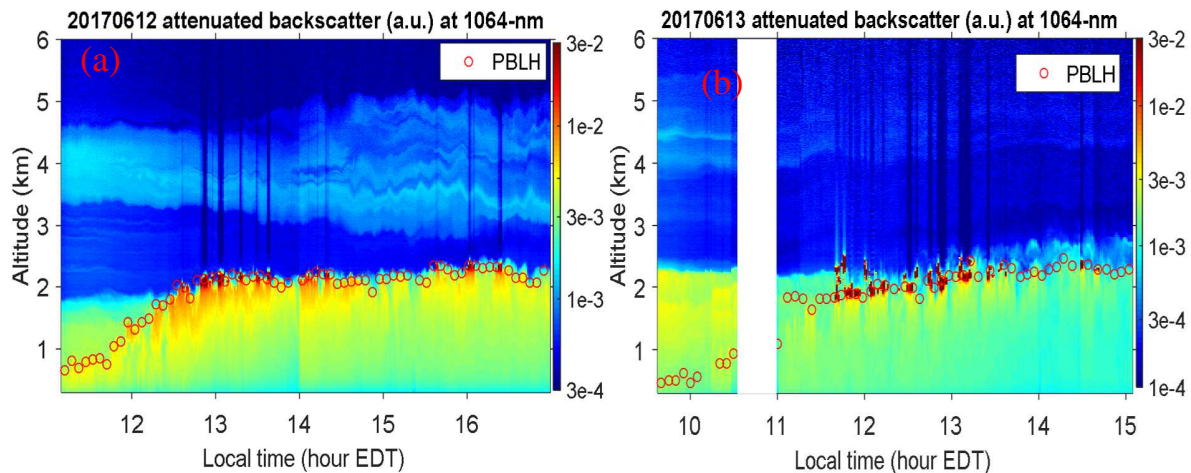 20170612 attenuated backscatter (a.u.) at 1064-nm
(a)
PBLH
Altitude (km)
6
5
4
3
2
1
12 13 14 15 16
Local time (hour EDT)
3e-2
1e-2
3e-3
1e-3
3e-4
20170613 attenuated backscatter (a.u.) at 1064-nm
(b)
PBLH
Altitude (km)
6
5
4
3
2
1
10 11 12 13 14 15
Local time (hour EDT)
3e-2
1e-2
3e-3
1e-3
3e-4
1e-4